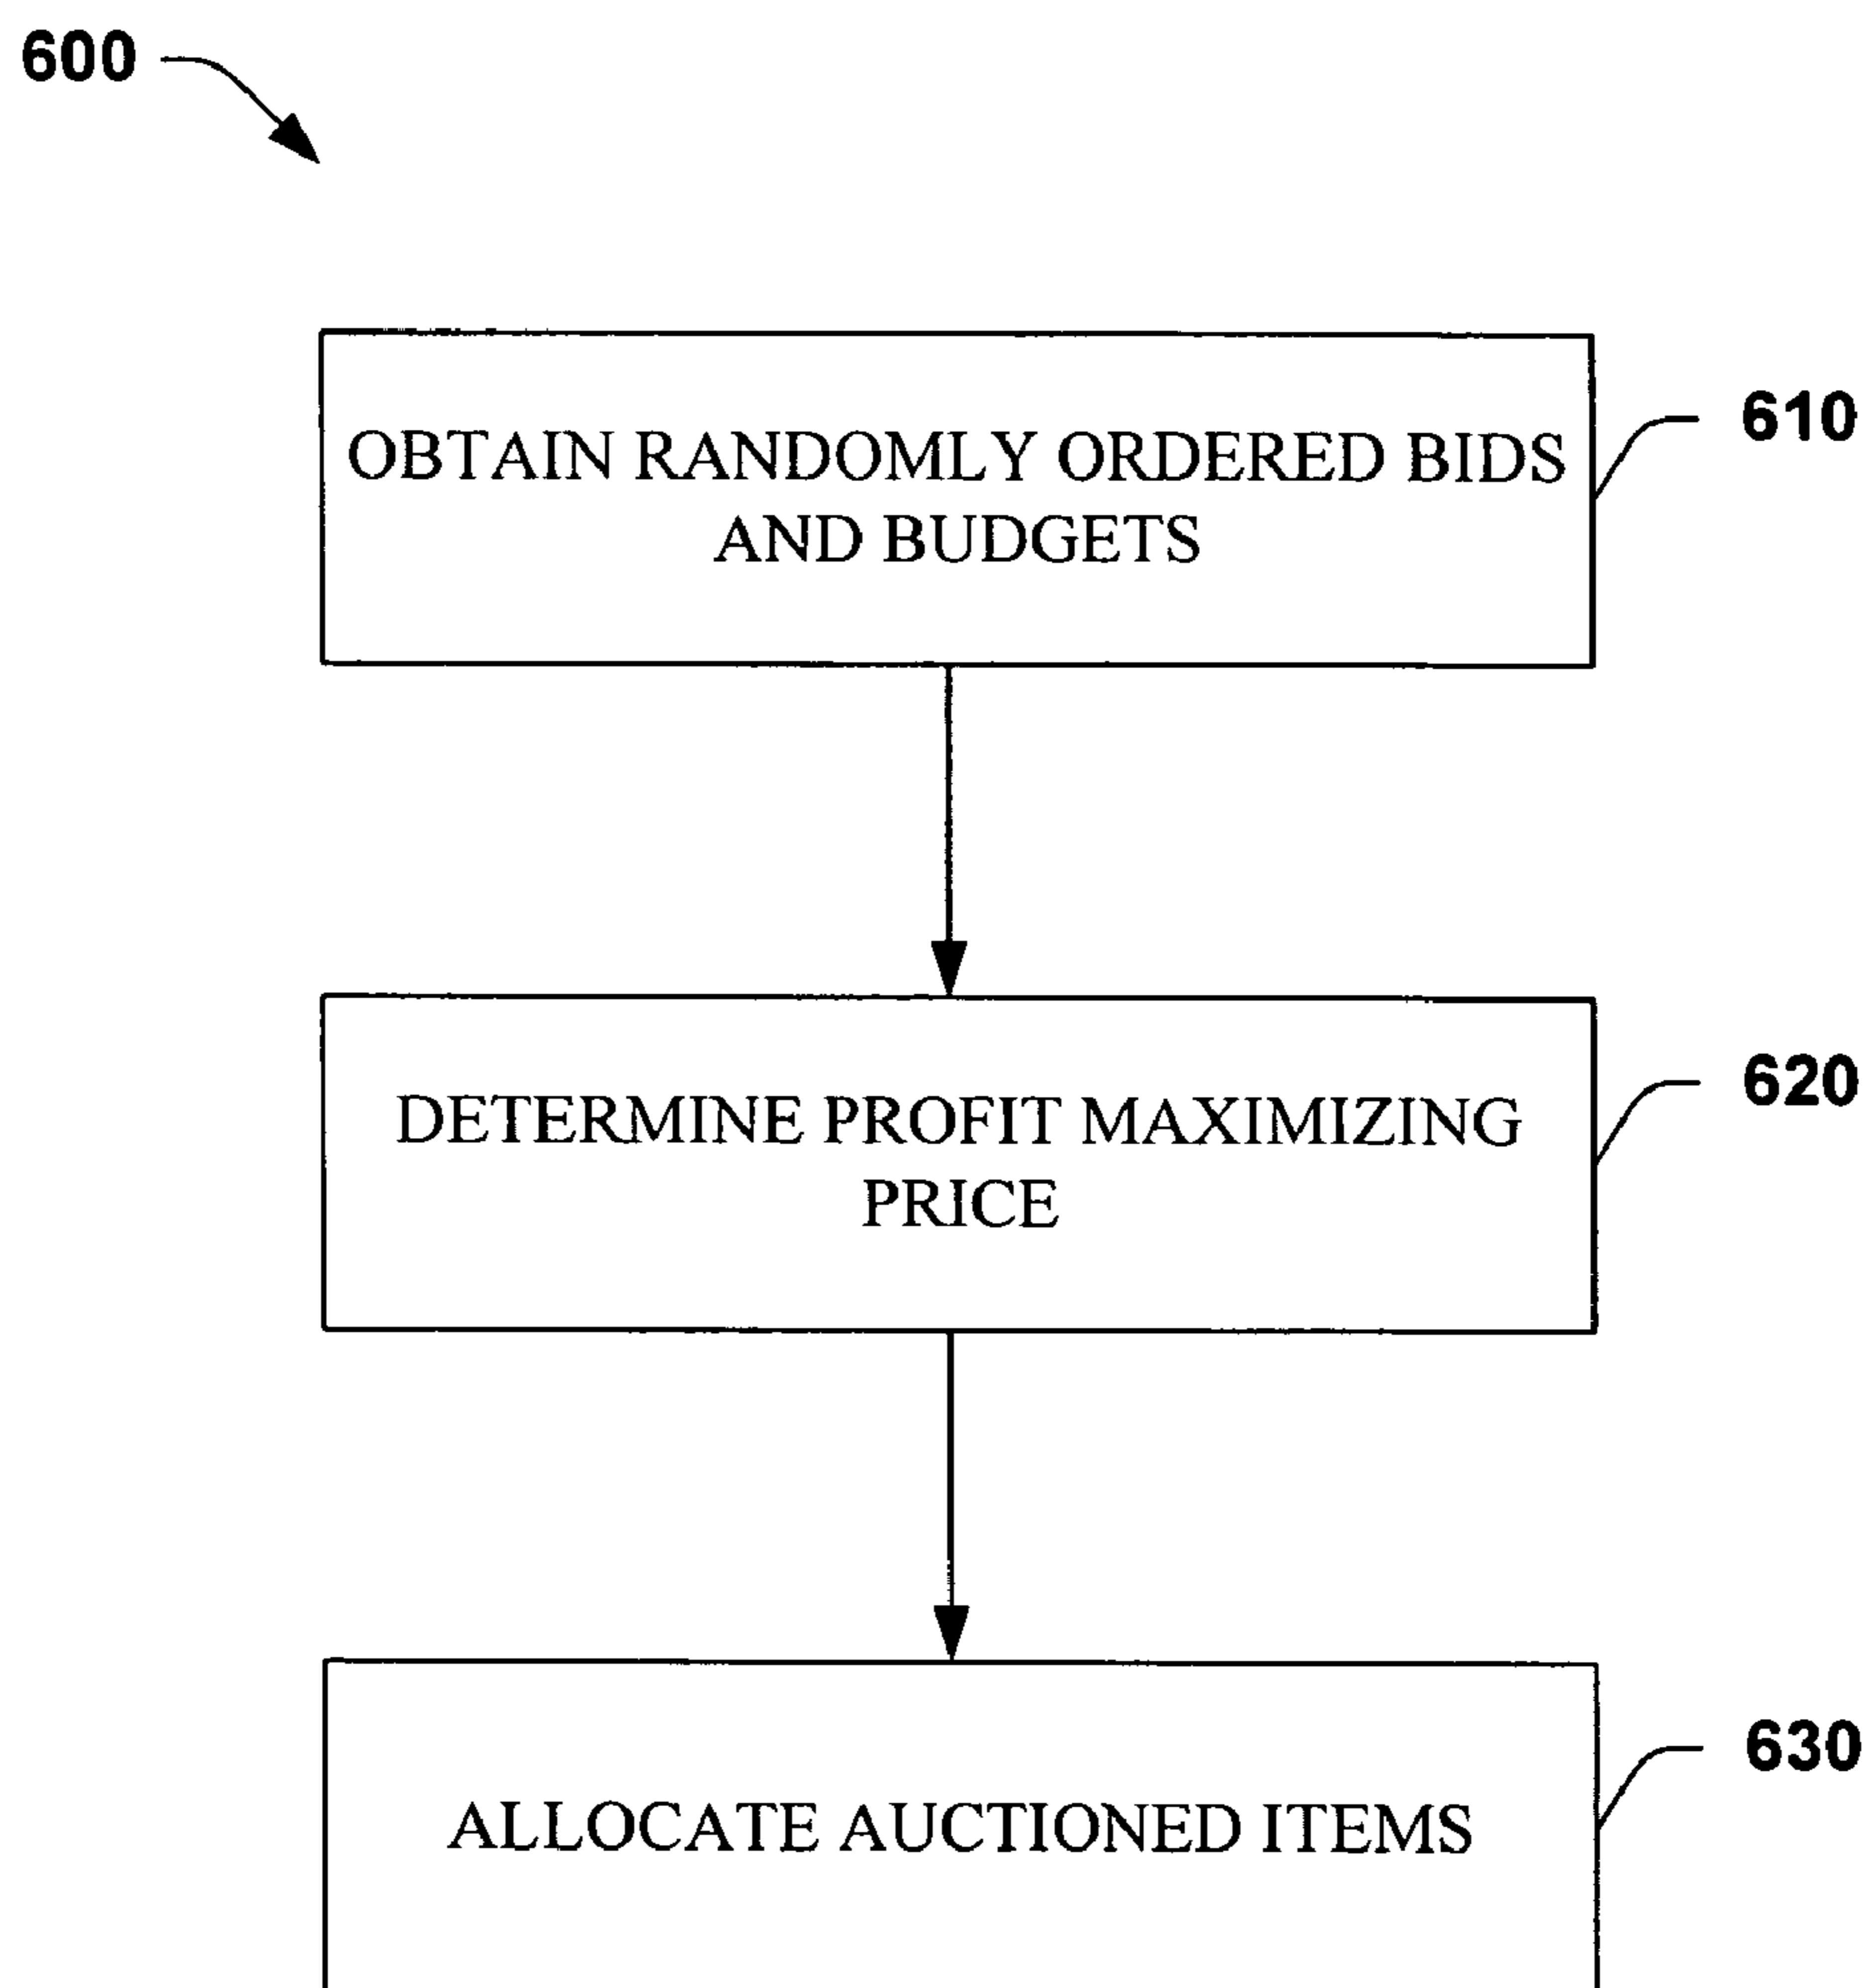 600
OBTAIN RANDOMLY ORDERED BIDS
AND BUDGETS
610
DETERMINE PROFIT MAXIMIZING
PRICE
620
ALLOCATE AUCTIONED ITEMS
630